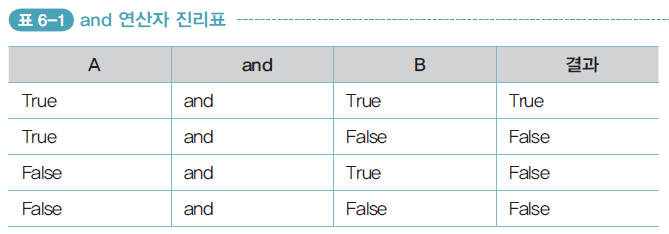 표 6-1 and 연산자 진리표
A and B 결과
True and True True
True and False False
False and True False
False and False False